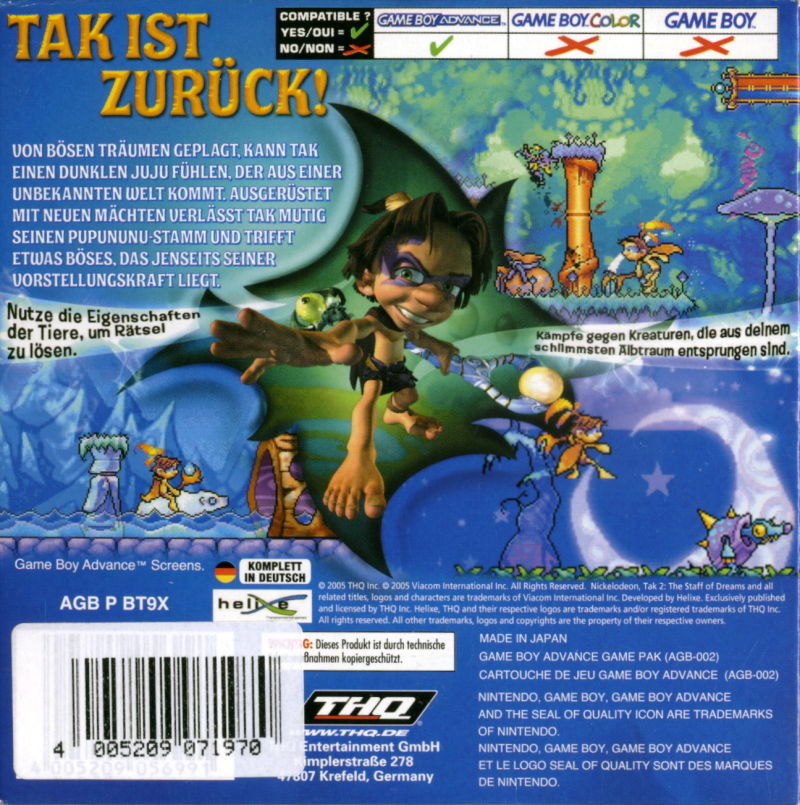 TAK IST
ZURÜCK!
COMPATIBLE ?
YES/OUI =
NO/NON =
GAME BOY ADVANCE™
GAME BOY COLOR
GAME BOY™
VON BÖSEN TRÄUMEN GEPLAGT, KANN TAK
EINEN DUNKLEN JUJU FÜHLEN, DER AUS EINER
UNBEKANNTEN WELT KOMMT. AUSGERÜSTET
MIT NEUEN MÄCHTEN VERLÄSST TAK MUTIG
SEINEN PUPUNUNU-STAMM UND TRIFFT
ETWAS BÖSES, DAS JENSEITS SEINER
VORSTELLUNGSKRAFT LIEGT.
Nutze die Eigenschaften
der Tiere, um Rätsel
zu lösen.
Kämpfe gegen Kreaturen, die aus deinem
schlimmsten Albtraum entsprungen sind.
Game Boy Advance™ Screens.
KOMPLETT
IN DEUTSCH
AGB P BT9X
helixe
© 2005 THQ Inc. © 2005 Viacom International Inc. All Rights Reserved. Nickelodeon, Tak 2: The Staff of Dreams and all
related titles, logos and characters are trademarks of Viacom International Inc. Developed by Helixe. Exclusively published
and licensed by THQ Inc. Helixe, THQ and their respective logos are trademarks and/or registered trademarks of THQ Inc.
All rights reserved. All other trademarks, logos and copyrights are the property of their respective owners.
G: Dieses Produkt ist durch technische
ßnahmen kopiergeschützt.
THQ®
WWW.THQ.DE
Entertainment GmbH
implerstraße 278
47807 Krefeld, Germany
MADE IN JAPAN
GAME BOY ADVANCE GAME PAK (AGB-002)
CARTOUCHE DE JEU GAME BOY ADVANCE (AGB-002)
NINTENDO, GAME BOY, GAME BOY ADVANCE
AND THE SEAL OF QUALITY ICON ARE TRADEMARKS
OF NINTENDO.
NINTENDO, GAME BOY, GAME BOY ADVANCE
ET LE LOGO SEAL OF QUALITY SONT DES MARQUES
DE NINTENDO.
4 005209 071970
4 005209 056991